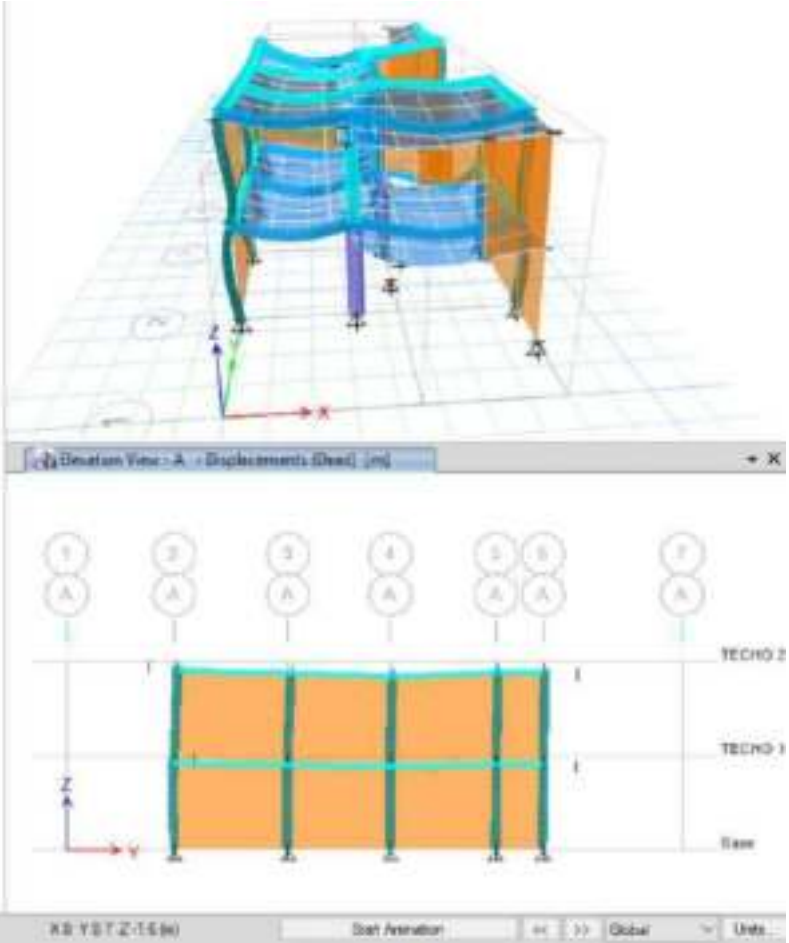 Z
X
Elevation View - A - Displacements (Dead) [m]
1 2 3 4 5 6 7
A A A A A A A
TECHO 2
TECHO 1
Z
Y
Base
Start Animation << >> Global Units...